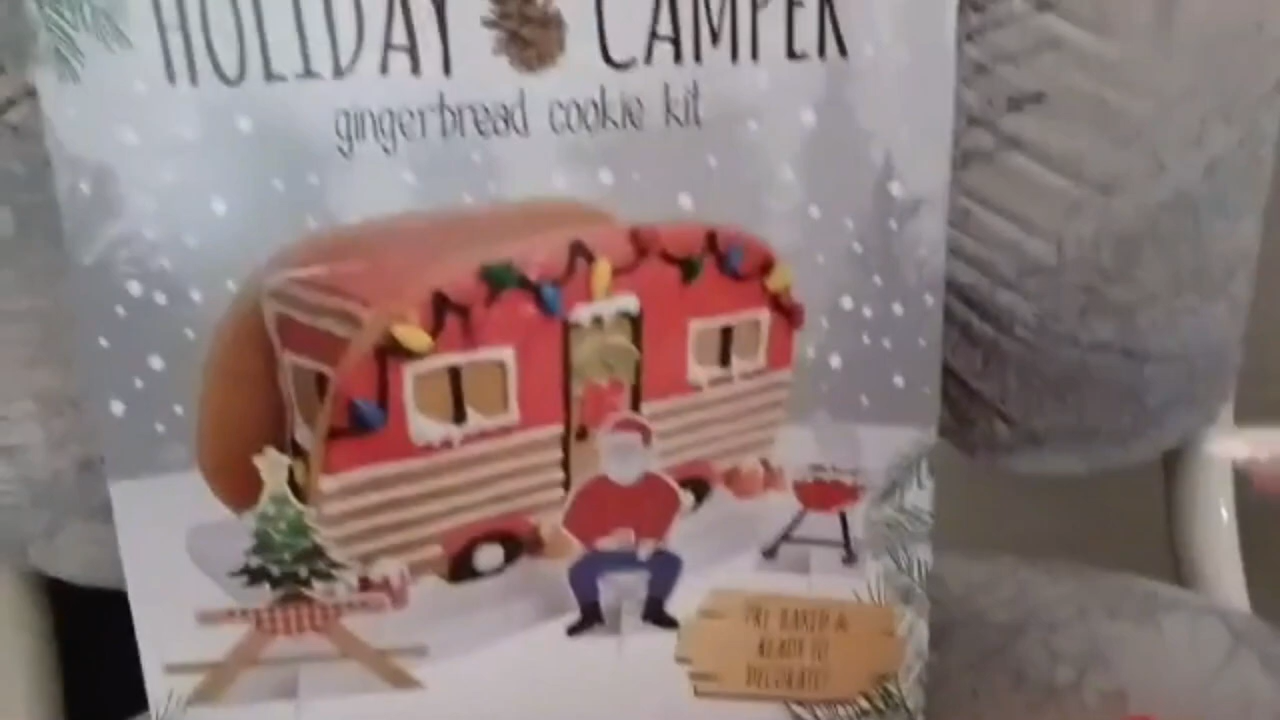 HOLIDAY CAMPER
gingerbread cookie kit
PRE BAKED &
READY TO
DECORATE!